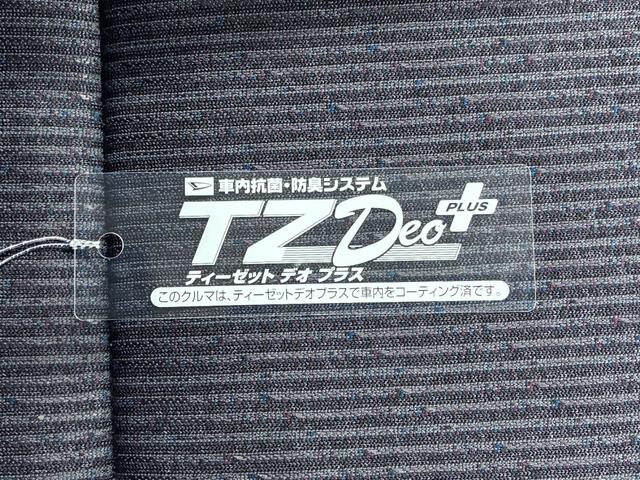 車内抗菌・防臭システム
TZ Deo PLUS
ティーゼット デオ プラス
このクルマは、ティーゼットデオプラスで車内をコーティング済です。